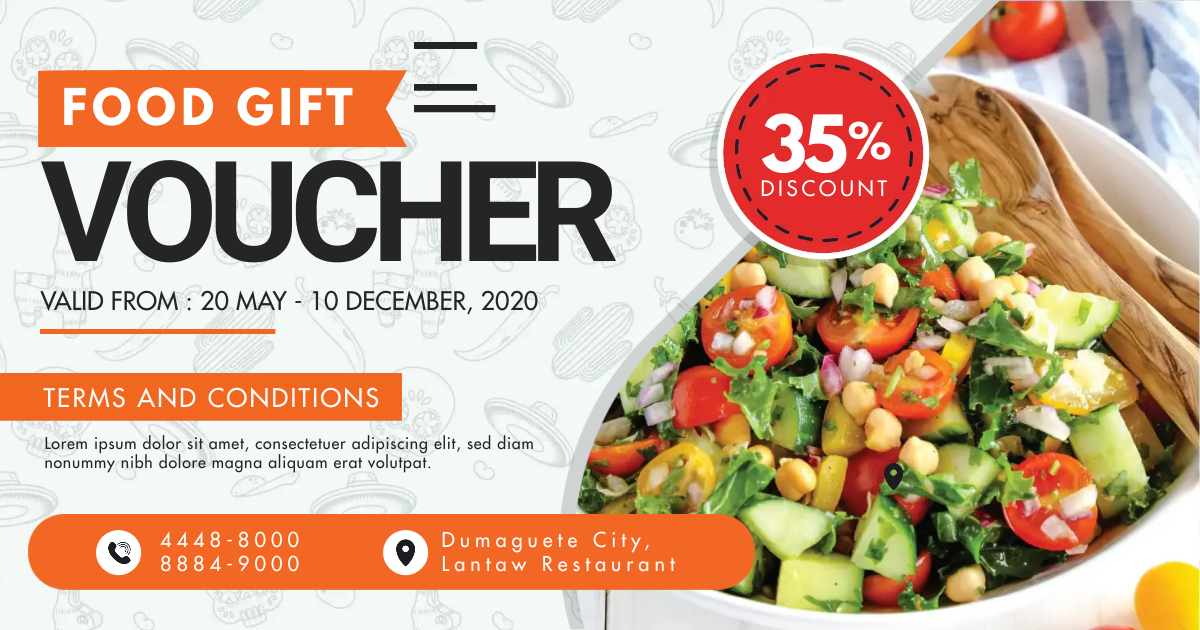 FOOD GIFT
VOUCHER
VALID FROM : 20 MAY - 10 DECEMBER, 2020
35%
DISCOUNT
TERMS AND CONDITIONS
Lorem ipsum dolor sit amet, consectetuer adipiscing elit, sed diam
nonummy nibh dolore magna aliquam erat volutpat.
4448-8000
8884-9000
Dumaguete City,
Lantaw Restaurant